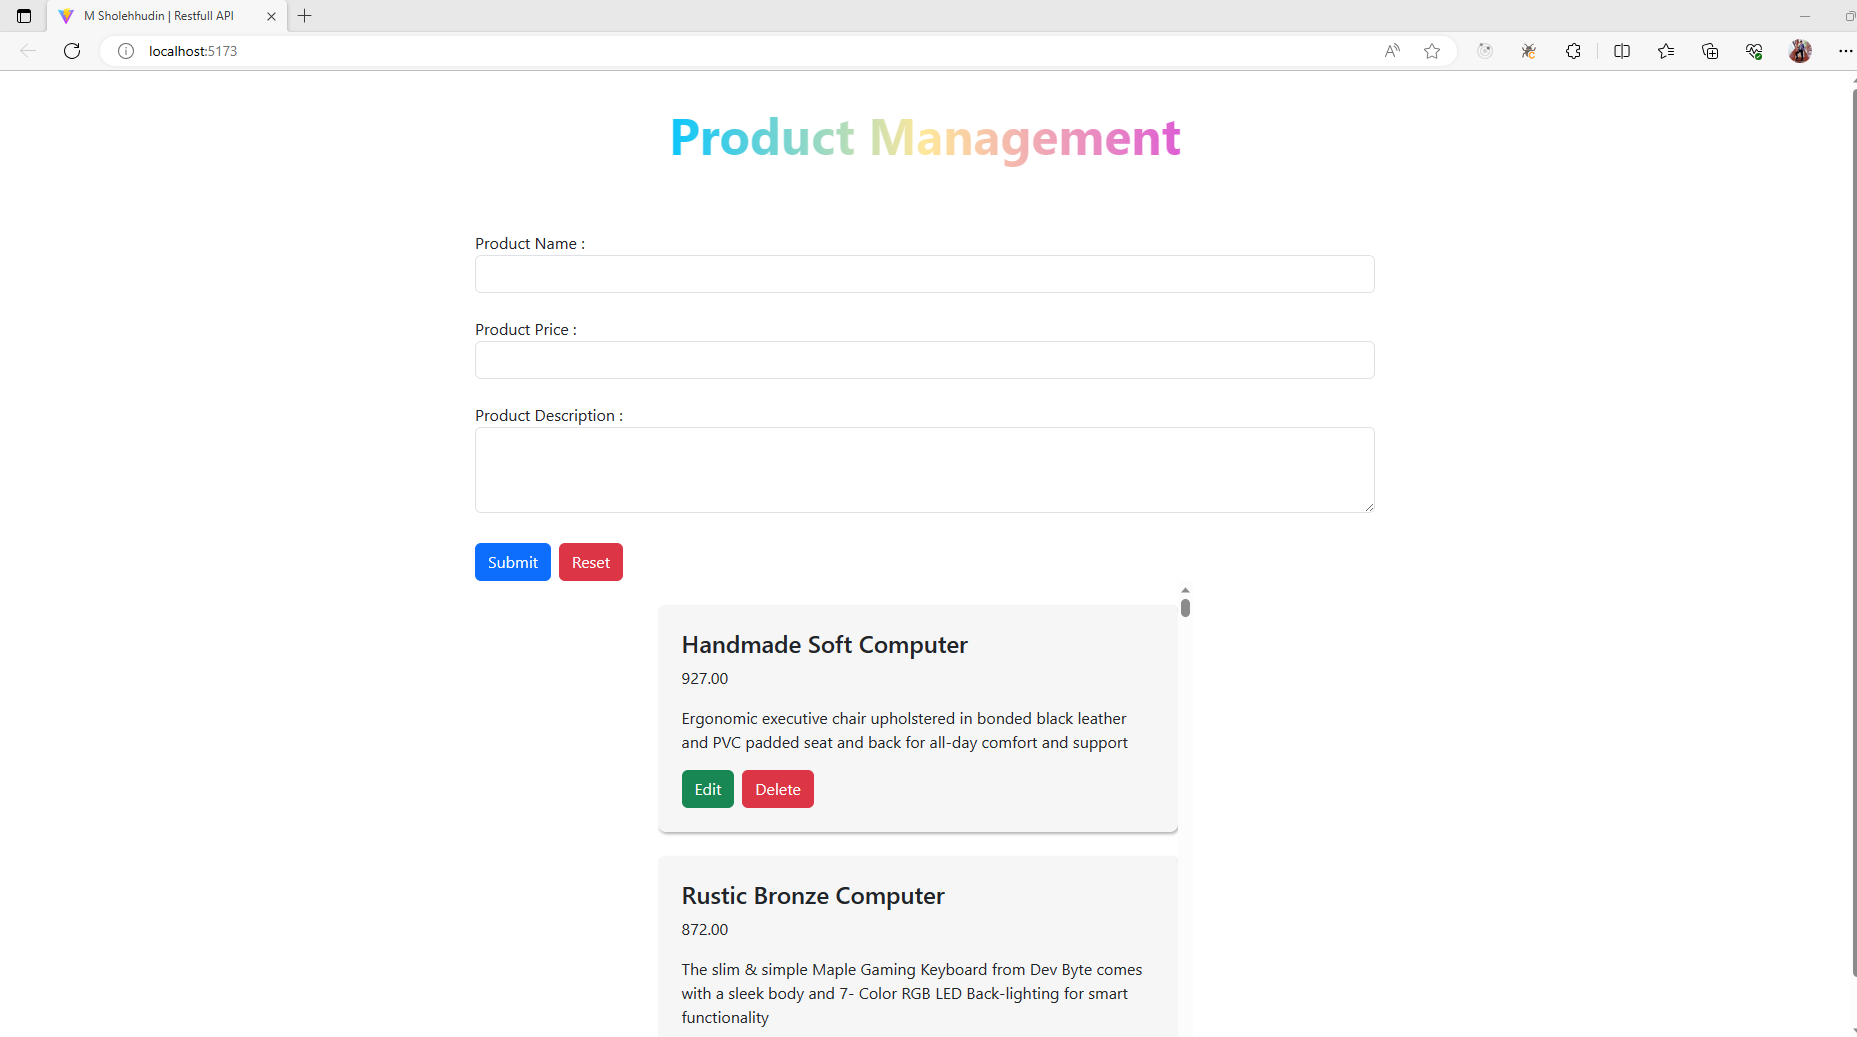 M Sholehhudin | Restfull API
localhost:5173
Product Management
Product Name :
Product Price :
Product Description :
Submit Reset
Handmade Soft Computer
927.00
Ergonomic executive chair upholstered in bonded black leather
and PVC padded seat and back for all-day comfort and support
Edit Delete
Rustic Bronze Computer
872.00
The slim & simple Maple Gaming Keyboard from Dev Byte comes
with a sleek body and 7- Color RGB LED Back-lighting for smart
functionality